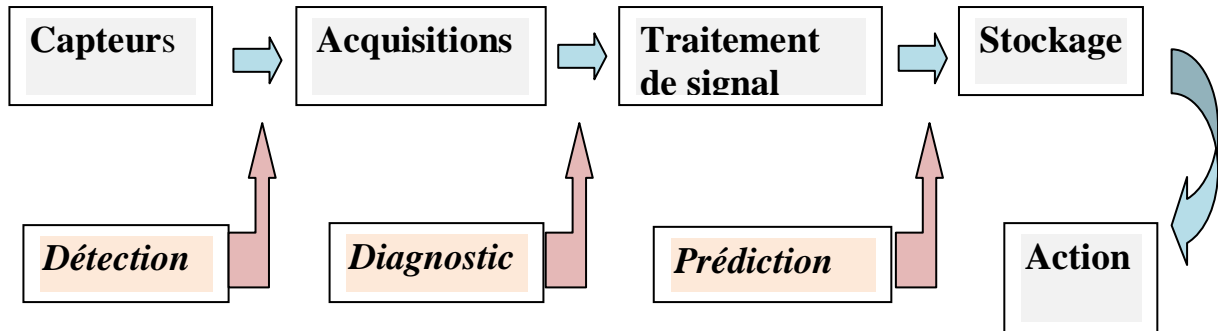 Capteurs
Acquisitions
Traitement
de signal
Stockage
Détection
Diagnostic
Prédiction
Action